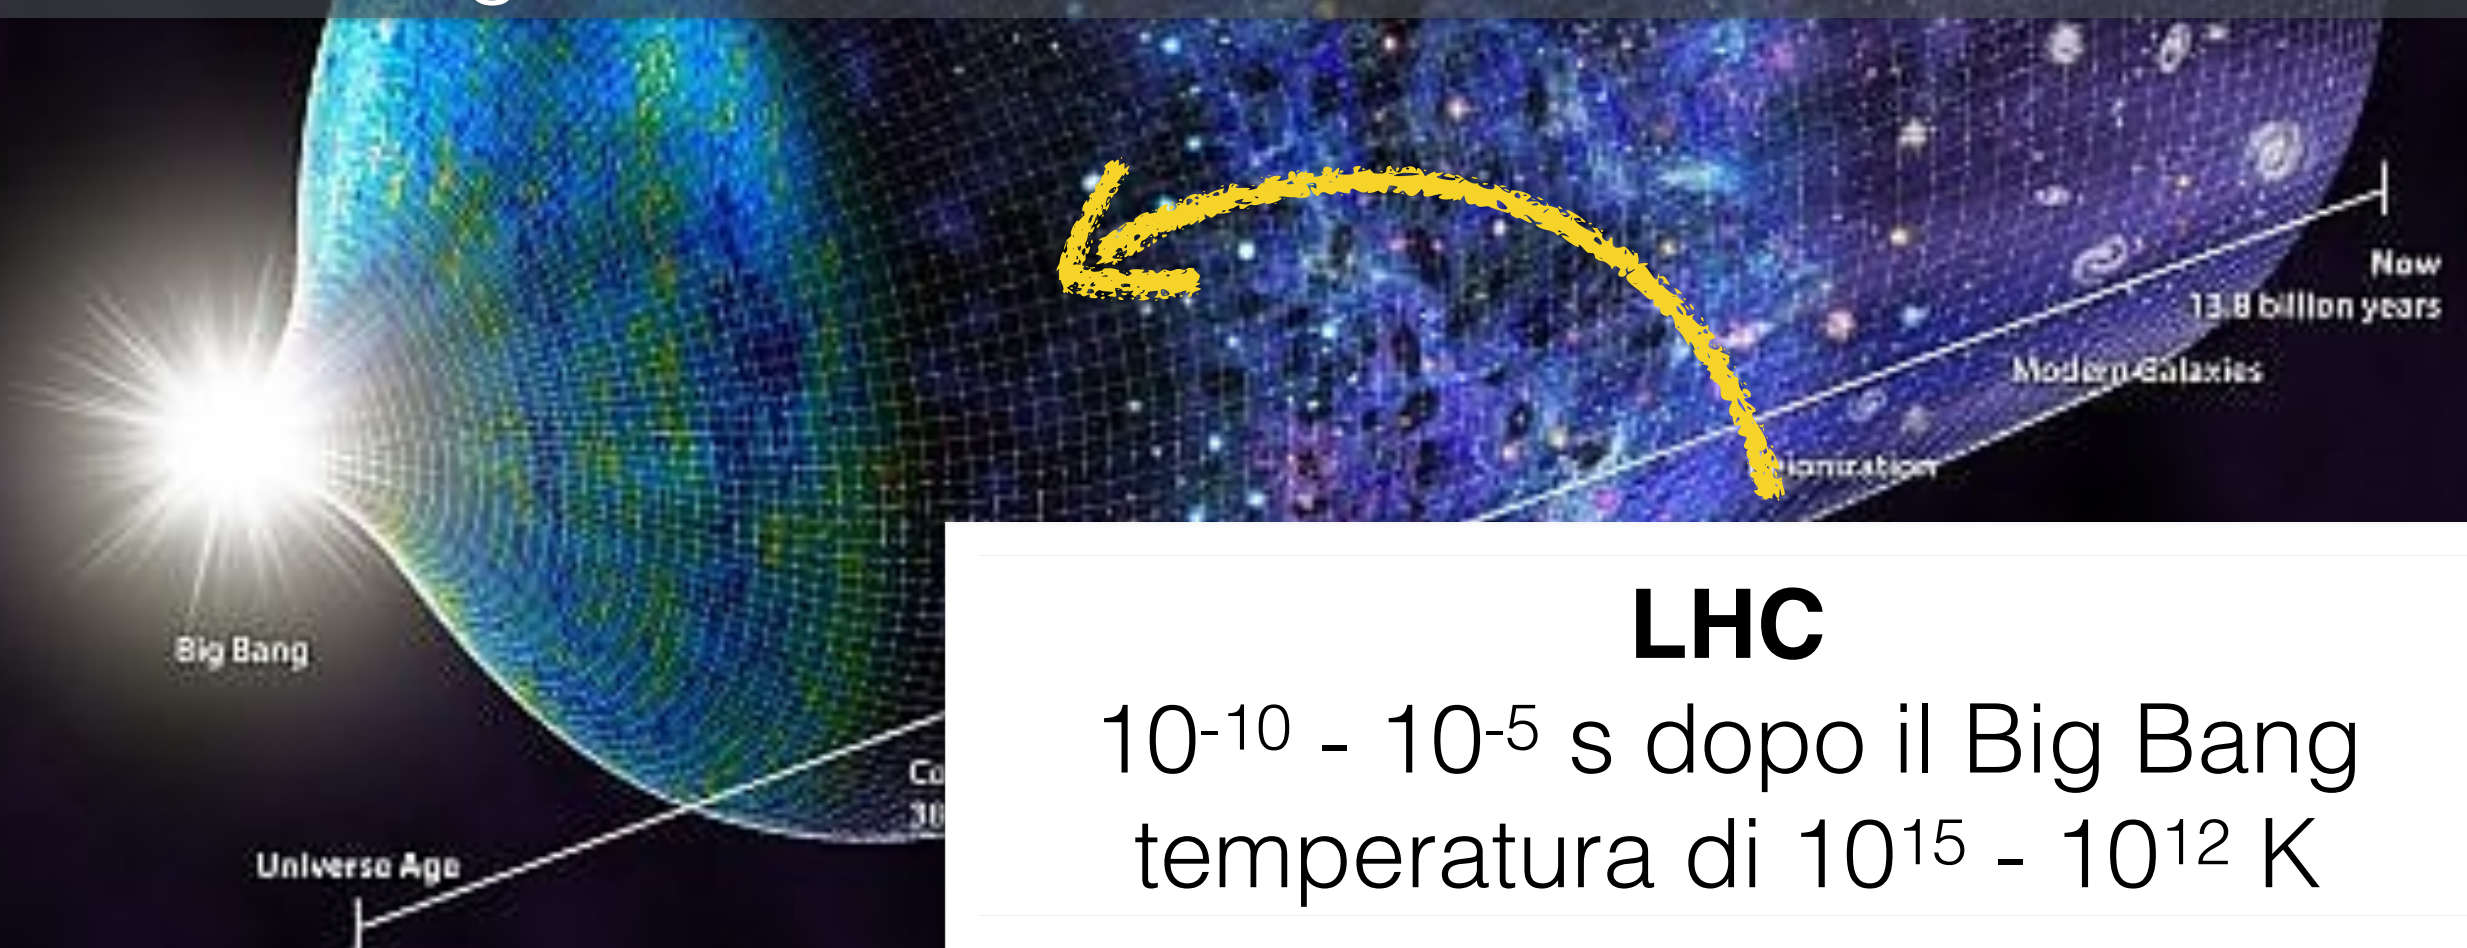 Now
13.8 billion years
Modern Galaxies
Big Bang
Universe Age
LHC
10⁻¹⁰ - 10⁻⁵ s dopo il Big Bang
temperatura di 10¹⁵ - 10¹² K